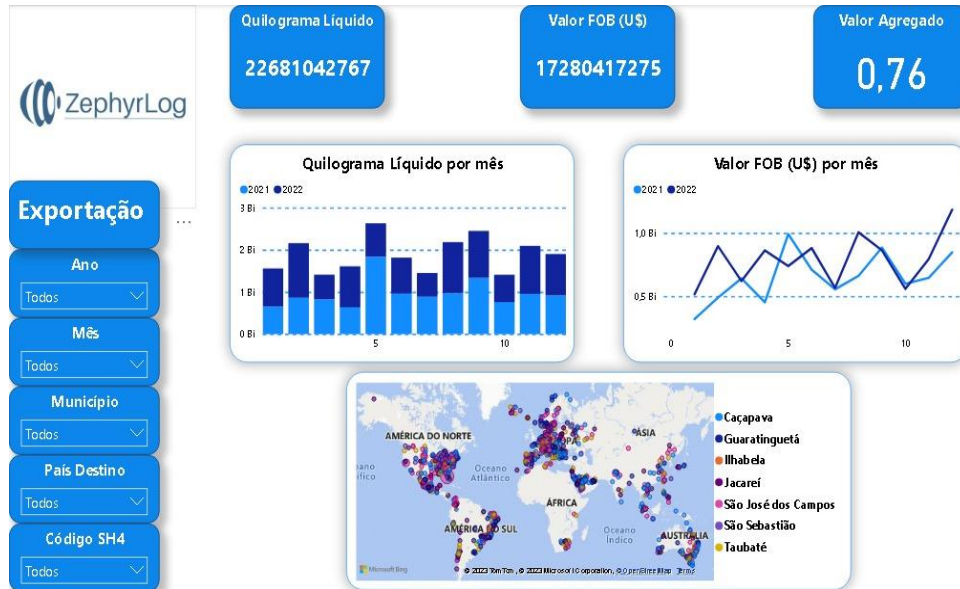 ZephyrLog
Quilograma Líquido
22681042767
Valor FOB (U$)
17280417275
Valor Agregado
0,76
Exportação
...
Ano
Todos
Mês
Todos
Município
Todos
País Destino
Todos
Código SH4
Todos
Quilograma Líquido por mês
2021 2022
3 Bi
2 Bi
1 Bi
0 Bi
5 10
Valor FOB (U$) por mês
2021 2022
1,0 Bi
0,5 Bi
0 5 10
AMÉRICA DO NORTE
ÁSIA
Oceano
Atlântico
ÁFRICA
AMÉRICA DO SUL
Oceano
Índico
AUSTRÁLIA
Microsoft Bing
© 2023 TomTom, © 2023 Microsoft Corporation, © OpenStreetMap Terms
Caçapava
Guaratinguetá
Ilhabela
Jacareí
São José dos Campos
São Sebastião
Taubaté